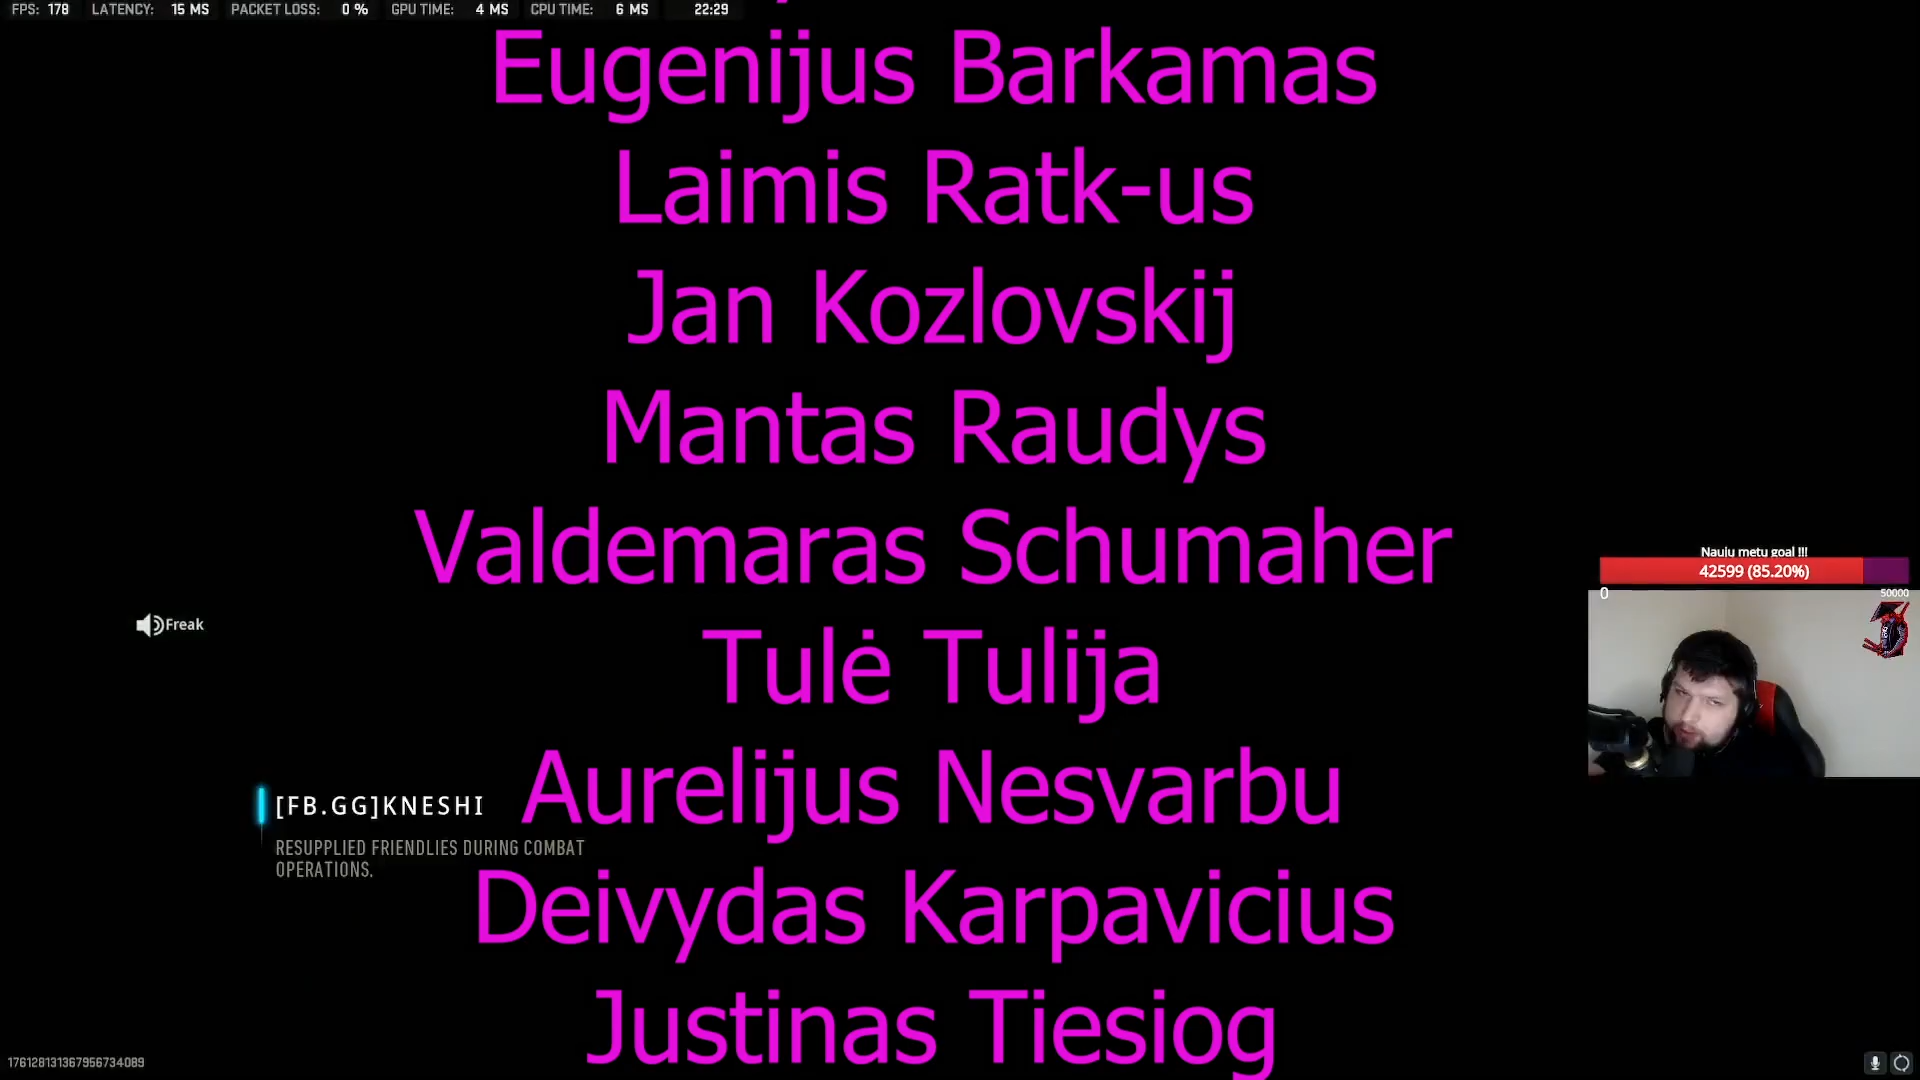 FPS: 178 LATENCY: 15 MS PACKET LOSS: 0 % GPU TIME: 4 MS CPU TIME: 6 MS 22:29
Eugenijus Barkamas
Laimis Ratk-us
Jan Kozlovskij
Mantas Raudys
Valdemaras Schumaher
Naujų metų goal !!!
42599 (85.20%)
0 50000
Freak
Tulė Tulija
[FB.GG]KNESHI
Aurelijus Nesvarbu
RESUPPLIED FRIENDLIES DURING COMBAT
OPERATIONS.
Deivydas Karpavicius
Justinas Tiesiog
176128131367956734089